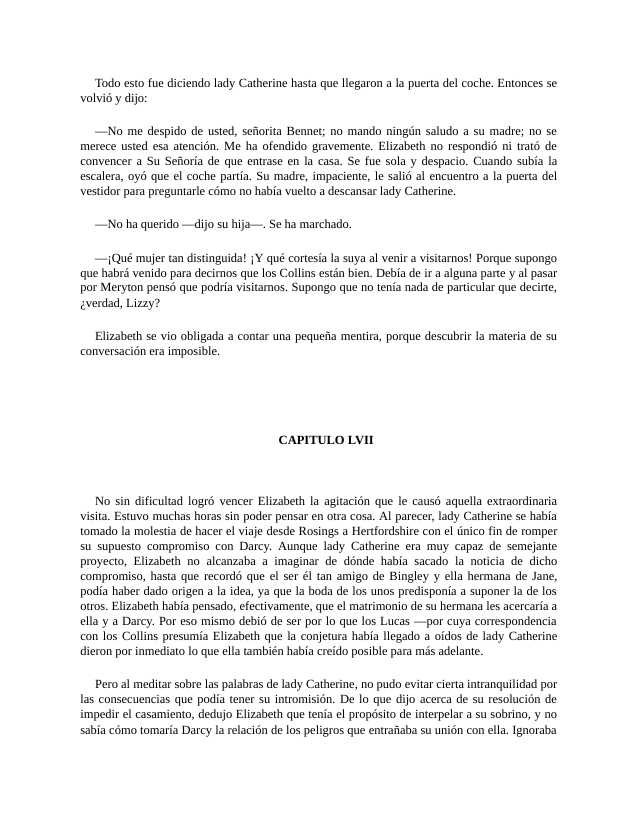 Todo esto fue diciendo lady Catherine hasta que llegaron a la puerta del coche. Entonces se
volvió y dijo:
—No me despido de usted, señorita Bennet; no mando ningún saludo a su madre; no se
merece usted esa atención. Me ha ofendido gravemente. Elizabeth no respondió ni trató de
convencer a Su Señoría de que entrase en la casa. Se fue sola y despacio. Cuando subía la
escalera, oyó que el coche partía. Su madre, impaciente, le salió al encuentro a la puerta del
vestidor para preguntarle cómo no había vuelto a descansar lady Catherine.
—No ha querido —dijo su hija—. Se ha marchado.
—¡Qué mujer tan distinguida! ¡Y qué cortesía la suya al venir a visitarnos! Porque supongo
que habrá venido para decirnos que los Collins están bien. Debía de ir a alguna parte y al pasar
por Meryton pensó que podría visitarnos. Supongo que no tenía nada de particular que decirte,
¿verdad, Lizzy?
Elizabeth se vio obligada a contar una pequeña mentira, porque descubrir la materia de su
conversación era imposible.
CAPITULO LVII
No sin dificultad logró vencer Elizabeth la agitación que le causó aquella extraordinaria
visita. Estuvo muchas horas sin poder pensar en otra cosa. Al parecer, lady Catherine se había
tomado la molestia de hacer el viaje desde Rosings a Hertfordshire con el único fin de romper
su supuesto compromiso con Darcy. Aunque lady Catherine era muy capaz de semejante
proyecto, Elizabeth no alcanzaba a imaginar de dónde había sacado la noticia de dicho
compromiso, hasta que recordó que el ser él tan amigo de Bingley y ella hermana de Jane,
podía haber dado origen a la idea, ya que la boda de los unos predisponía a suponer la de los
otros. Elizabeth había pensado, efectivamente, que el matrimonio de su hermana les acercaría a
ella y a Darcy. Por eso mismo debió de ser por lo que los Lucas —por cuya correspondencia
con los Collins presumía Elizabeth que la conjetura había llegado a oídos de lady Catherine
dieron por inmediato lo que ella también había creído posible para más adelante.
Pero al meditar sobre las palabras de lady Catherine, no pudo evitar cierta intranquilidad por
las consecuencias que podía tener su intromisión. De lo que dijo acerca de su resolución de
impedir el casamiento, dedujo Elizabeth que tenía el propósito de interpelar a su sobrino, y no
sabía cómo tomaría Darcy la relación de los peligros que entrañaba su unión con ella. Ignoraba